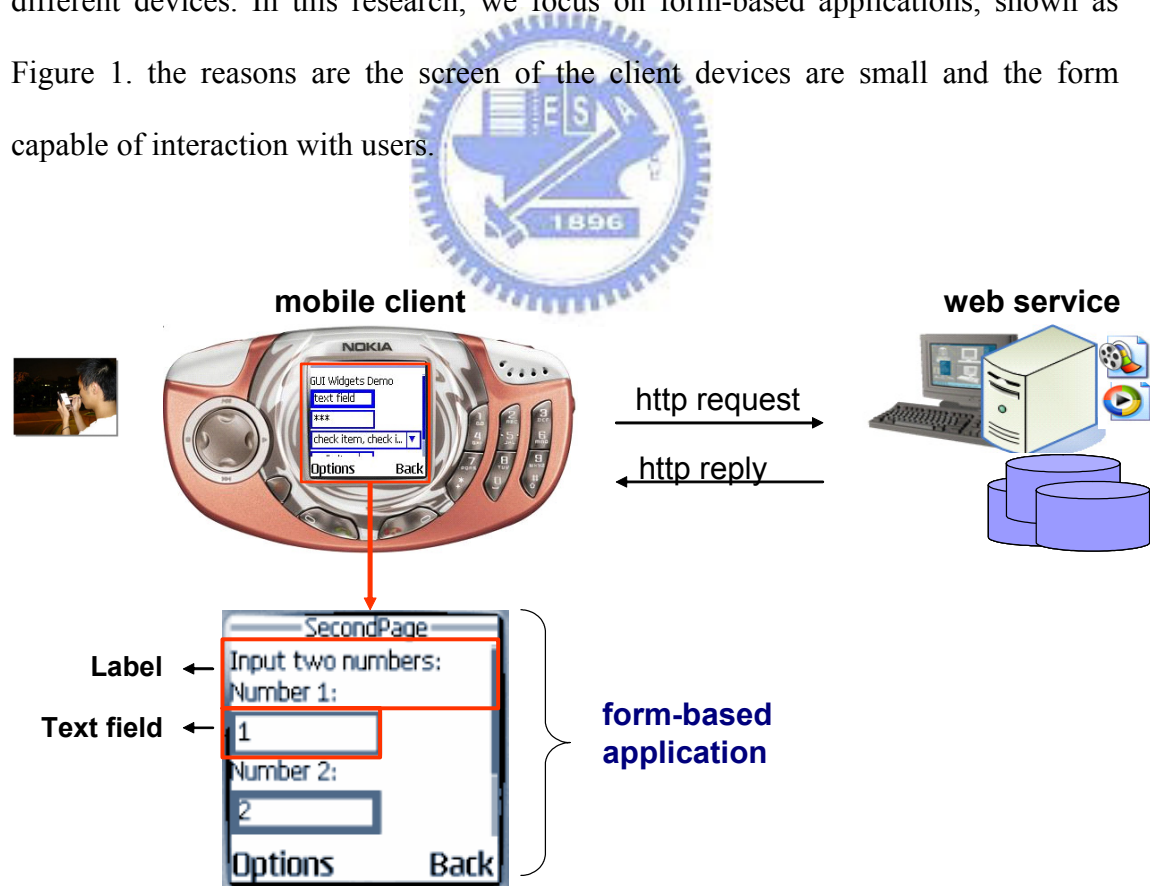 different devices. In this research, we focus on form-based applications, shown as
Figure 1. the reasons are the screen of the client devices are small and the form
capable of interaction with users.
E S A
1896
mobile client
web service
NOKIA
GUI Widgets Demo
text field
***
check item, check i...
Options Back
http request
http reply
SecondPage
Input two numbers:
Number 1:
1
Number 2:
2
Options Back
Label
Text field
form-based
application